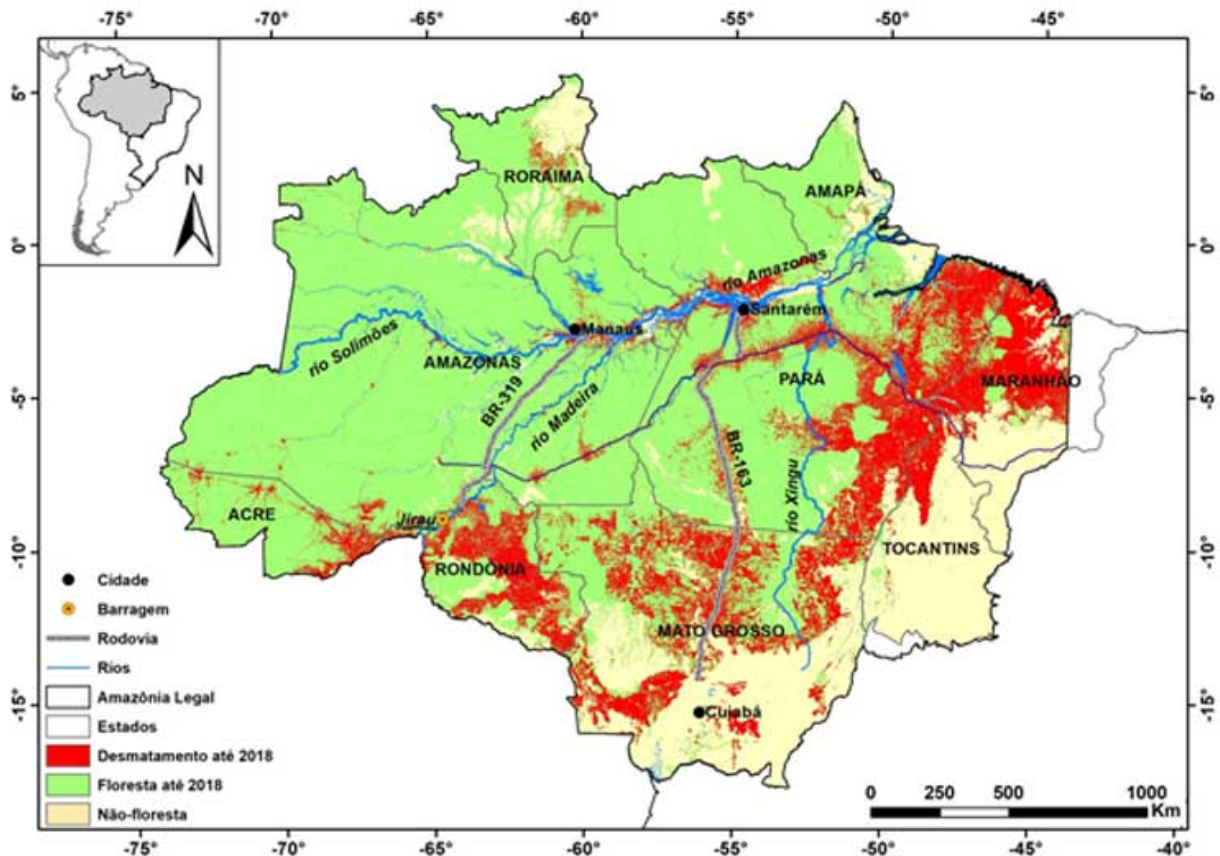 -75° -70° -65° -60° -55° -50° -45°
5° 5°
N
RORAIMA
AMAPÁ
0° 0°
rio Amazonas
Santarém
Manaus
rio Solimões
AMAZONAS
PARÁ
MARANHÃO
BR-319
rio Madeira
-5° -5°
BR-163
rio Xingu
ACRE
Jirau
TOCANTINS
-10° -10°
RONDÔNIA
MATO GROSSO
-15° -15°
Cuiabá
Cidade
Barragem
Rodovia
Rios
Amazônia Legal
Estados
Desmatamento até 2018
Floresta até 2018
Não-floresta
0 250 500 1000
Km
-75° -70° -65° -60° -55° -50° -45° -40°